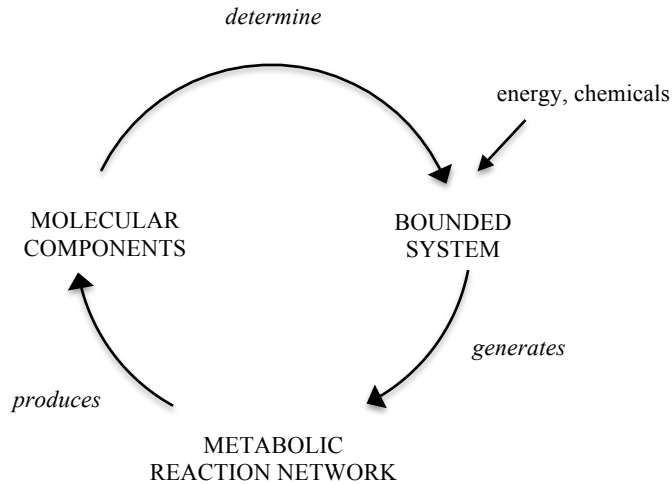 determine
energy, chemicals
MOLECULAR
COMPONENTS
BOUNDED
SYSTEM
generates
produces
METABOLIC
REACTION NETWORK